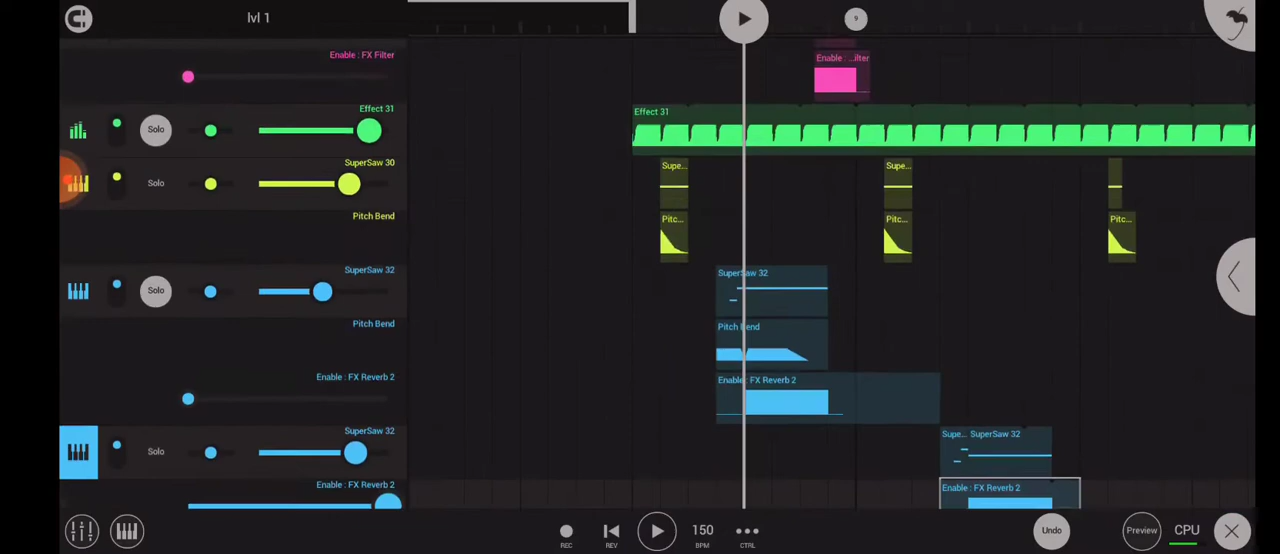 lvl 1
9
Enable : FX Filter
Enable : ...ilter
Effect 31
Solo
Effect 31
SuperSaw 30
Solo
Supe...
Supe...
Pitch Bend
Pitc...
Pitc...
Pitc...
SuperSaw 32
Solo
SuperSaw 32
Pitch Bend
Pitch Bend
Enable : FX Reverb 2
Enable : FX Reverb 2
SuperSaw 32
Solo
Supe... SuperSaw 32
Enable : FX Reverb 2
Enable : FX Reverb 2
REC
REV
150
BPM
CTRL
Undo
Preview
CPU